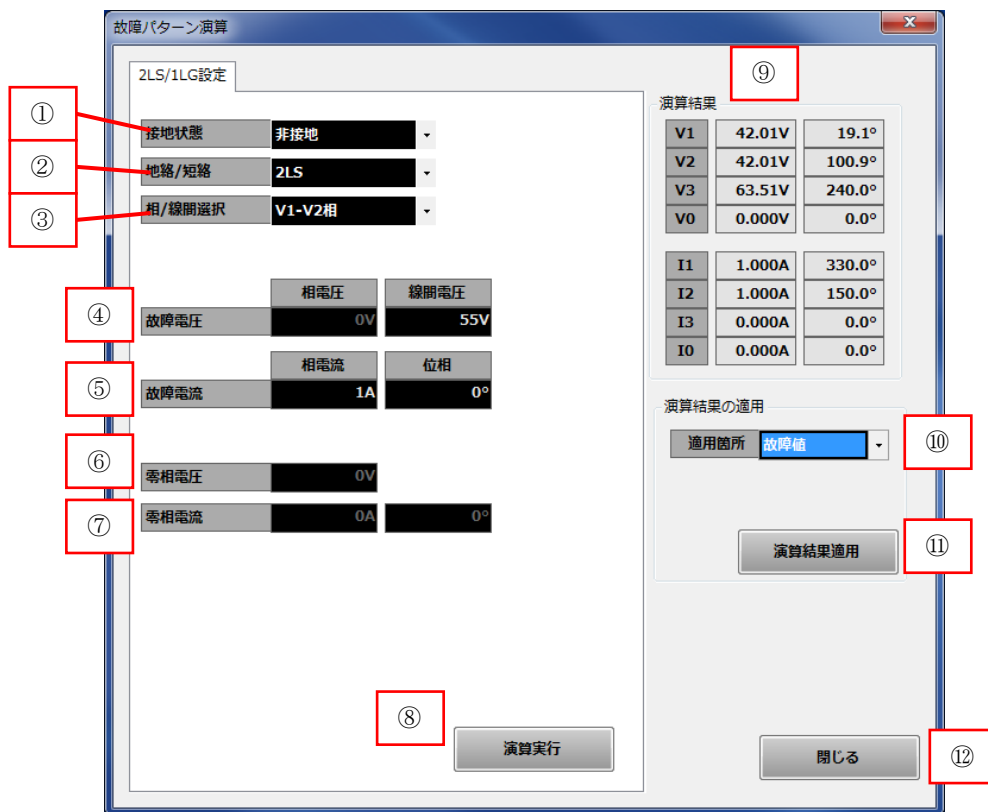 故障パターン演算
2LS/1LG設定
⑨
演算結果
① 接地状態 非接地
② 地絡/短絡 2LS
③ 相/線間選択 V1-V2相
V1 42.01V 19.1°
V2 42.01V 100.9°
V3 63.51V 240.0°
V0 0.000V 0.0°
I1 1.000A 330.0°
I2 1.000A 150.0°
I3 0.000A 0.0°
I0 0.000A 0.0°
相電圧 線間電圧
④ 故障電圧 0V 55V
相電流 位相
⑤ 故障電流 1A 0°
⑥ 零相電圧 0V
⑦ 零相電流 0A 0°
演算結果の適用
適用箇所 故障値 ⑩
演算結果適用 ⑪
⑧
演算実行
閉じる ⑫